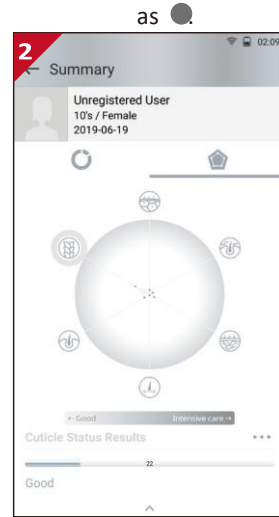 as ●.
2
02:09
← Summary
Unregistered User
10's / Female
2019-06-19
← Good Intensive care →
Cuticle Status Results
22
Good